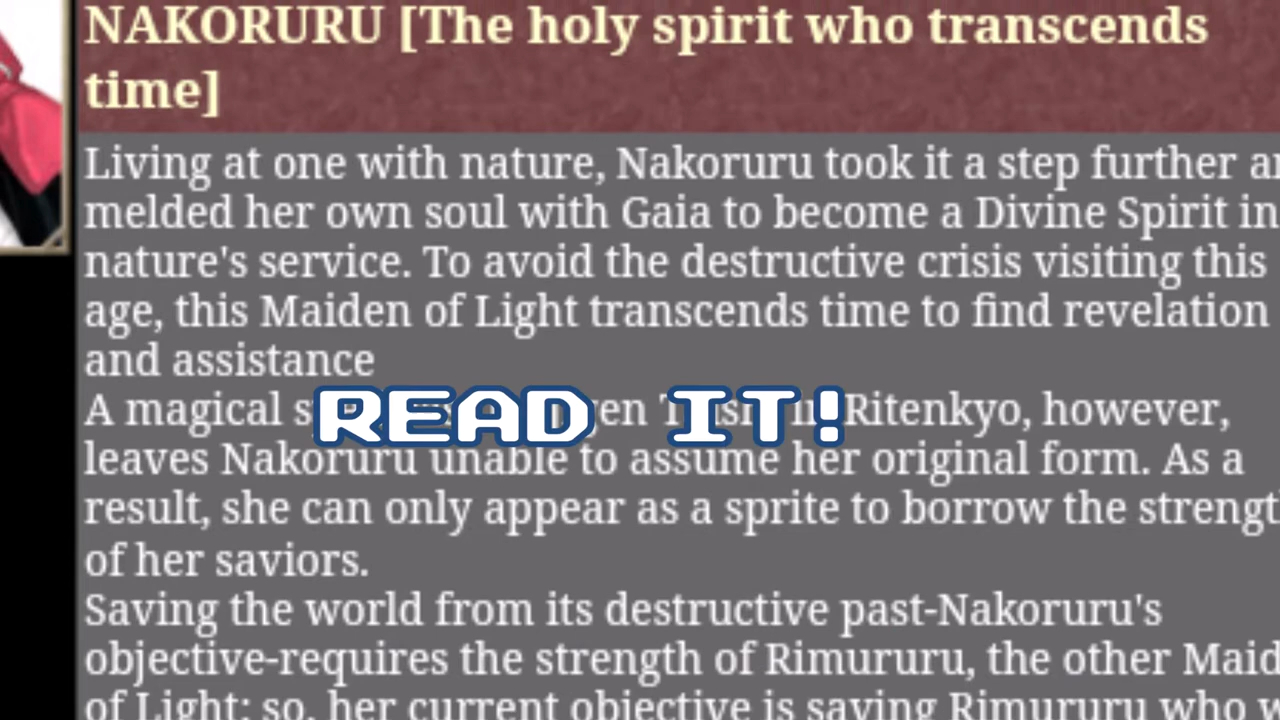 NAKORURU [The holy spirit who transcends
time]
Living at one with nature, Nakoruru took it a step further
melded her own soul with Gaia to become a Divine Spirit in
nature's service. To avoid the destructive crisis visiting this
age, this Maiden of Light transcends time to find revelation
and assistance
A magical Ritenkyo, however,
READ IT!
leaves Nakoruru unable to assume her original form. As a
result, she can only appear as a sprite to borrow the
of her saviors.
Saving the world from its destructive past-Nakoruru's
objective-requires the strength of Rimururu, the other
of Light; so, her current objective is saving Rimururu who